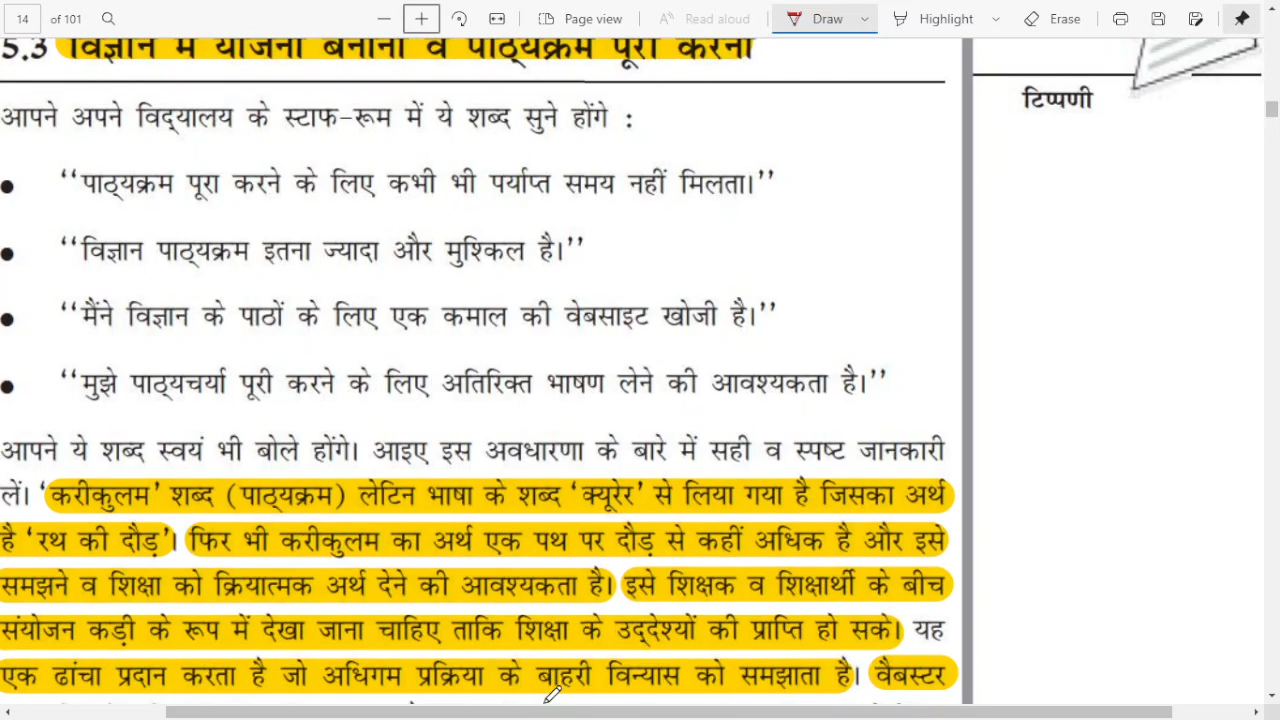 14 of 101 Page view Read aloud Draw Highlight Erase
5.3 विज्ञान में योजना बनाना व पाठ्यक्रम पूरा करना
टिप्पणी
आपने अपने विद्यालय के स्टाफ-रूम में ये शब्द सुने होंगे :
● ‘‘पाठ्यक्रम पूरा करने के लिए कभी भी पर्याप्त समय नहीं मिलता।’’
● ‘‘विज्ञान पाठ्यक्रम इतना ज्यादा और मुश्किल है।’’
● ‘‘मैंने विज्ञान के पाठों के लिए एक कमाल की वेबसाइट खोजी है।’’
● ‘‘मुझे पाठ्यचर्या पूरी करने के लिए अतिरिक्त भाषण लेने की आवश्यकता है।’’
आपने ये शब्द स्वयं भी बोले होंगे। आइए इस अवधारणा के बारे में सही व स्पष्ट जानकारी
लें। ‘करीकुलम’ शब्द (पाठ्यक्रम) लेटिन भाषा के शब्द ‘क्यूरेर’ से लिया गया है जिसका अर्थ
है ‘रथ की दौड़’। फिर भी करीकुलम का अर्थ एक पथ पर दौड़ से कहीं अधिक है और इसे
समझने व शिक्षा को क्रियात्मक अर्थ देने की आवश्यकता है। इसे शिक्षक व शिक्षार्थी के बीच
संयोजन कड़ी के रूप में देखा जाना चाहिए ताकि शिक्षा के उद्देश्यों की प्राप्ति हो सके। यह
एक ढांचा प्रदान करता है जो अधिगम प्रक्रिया के बाहरी विन्यास को समझाता है। वैबस्टर